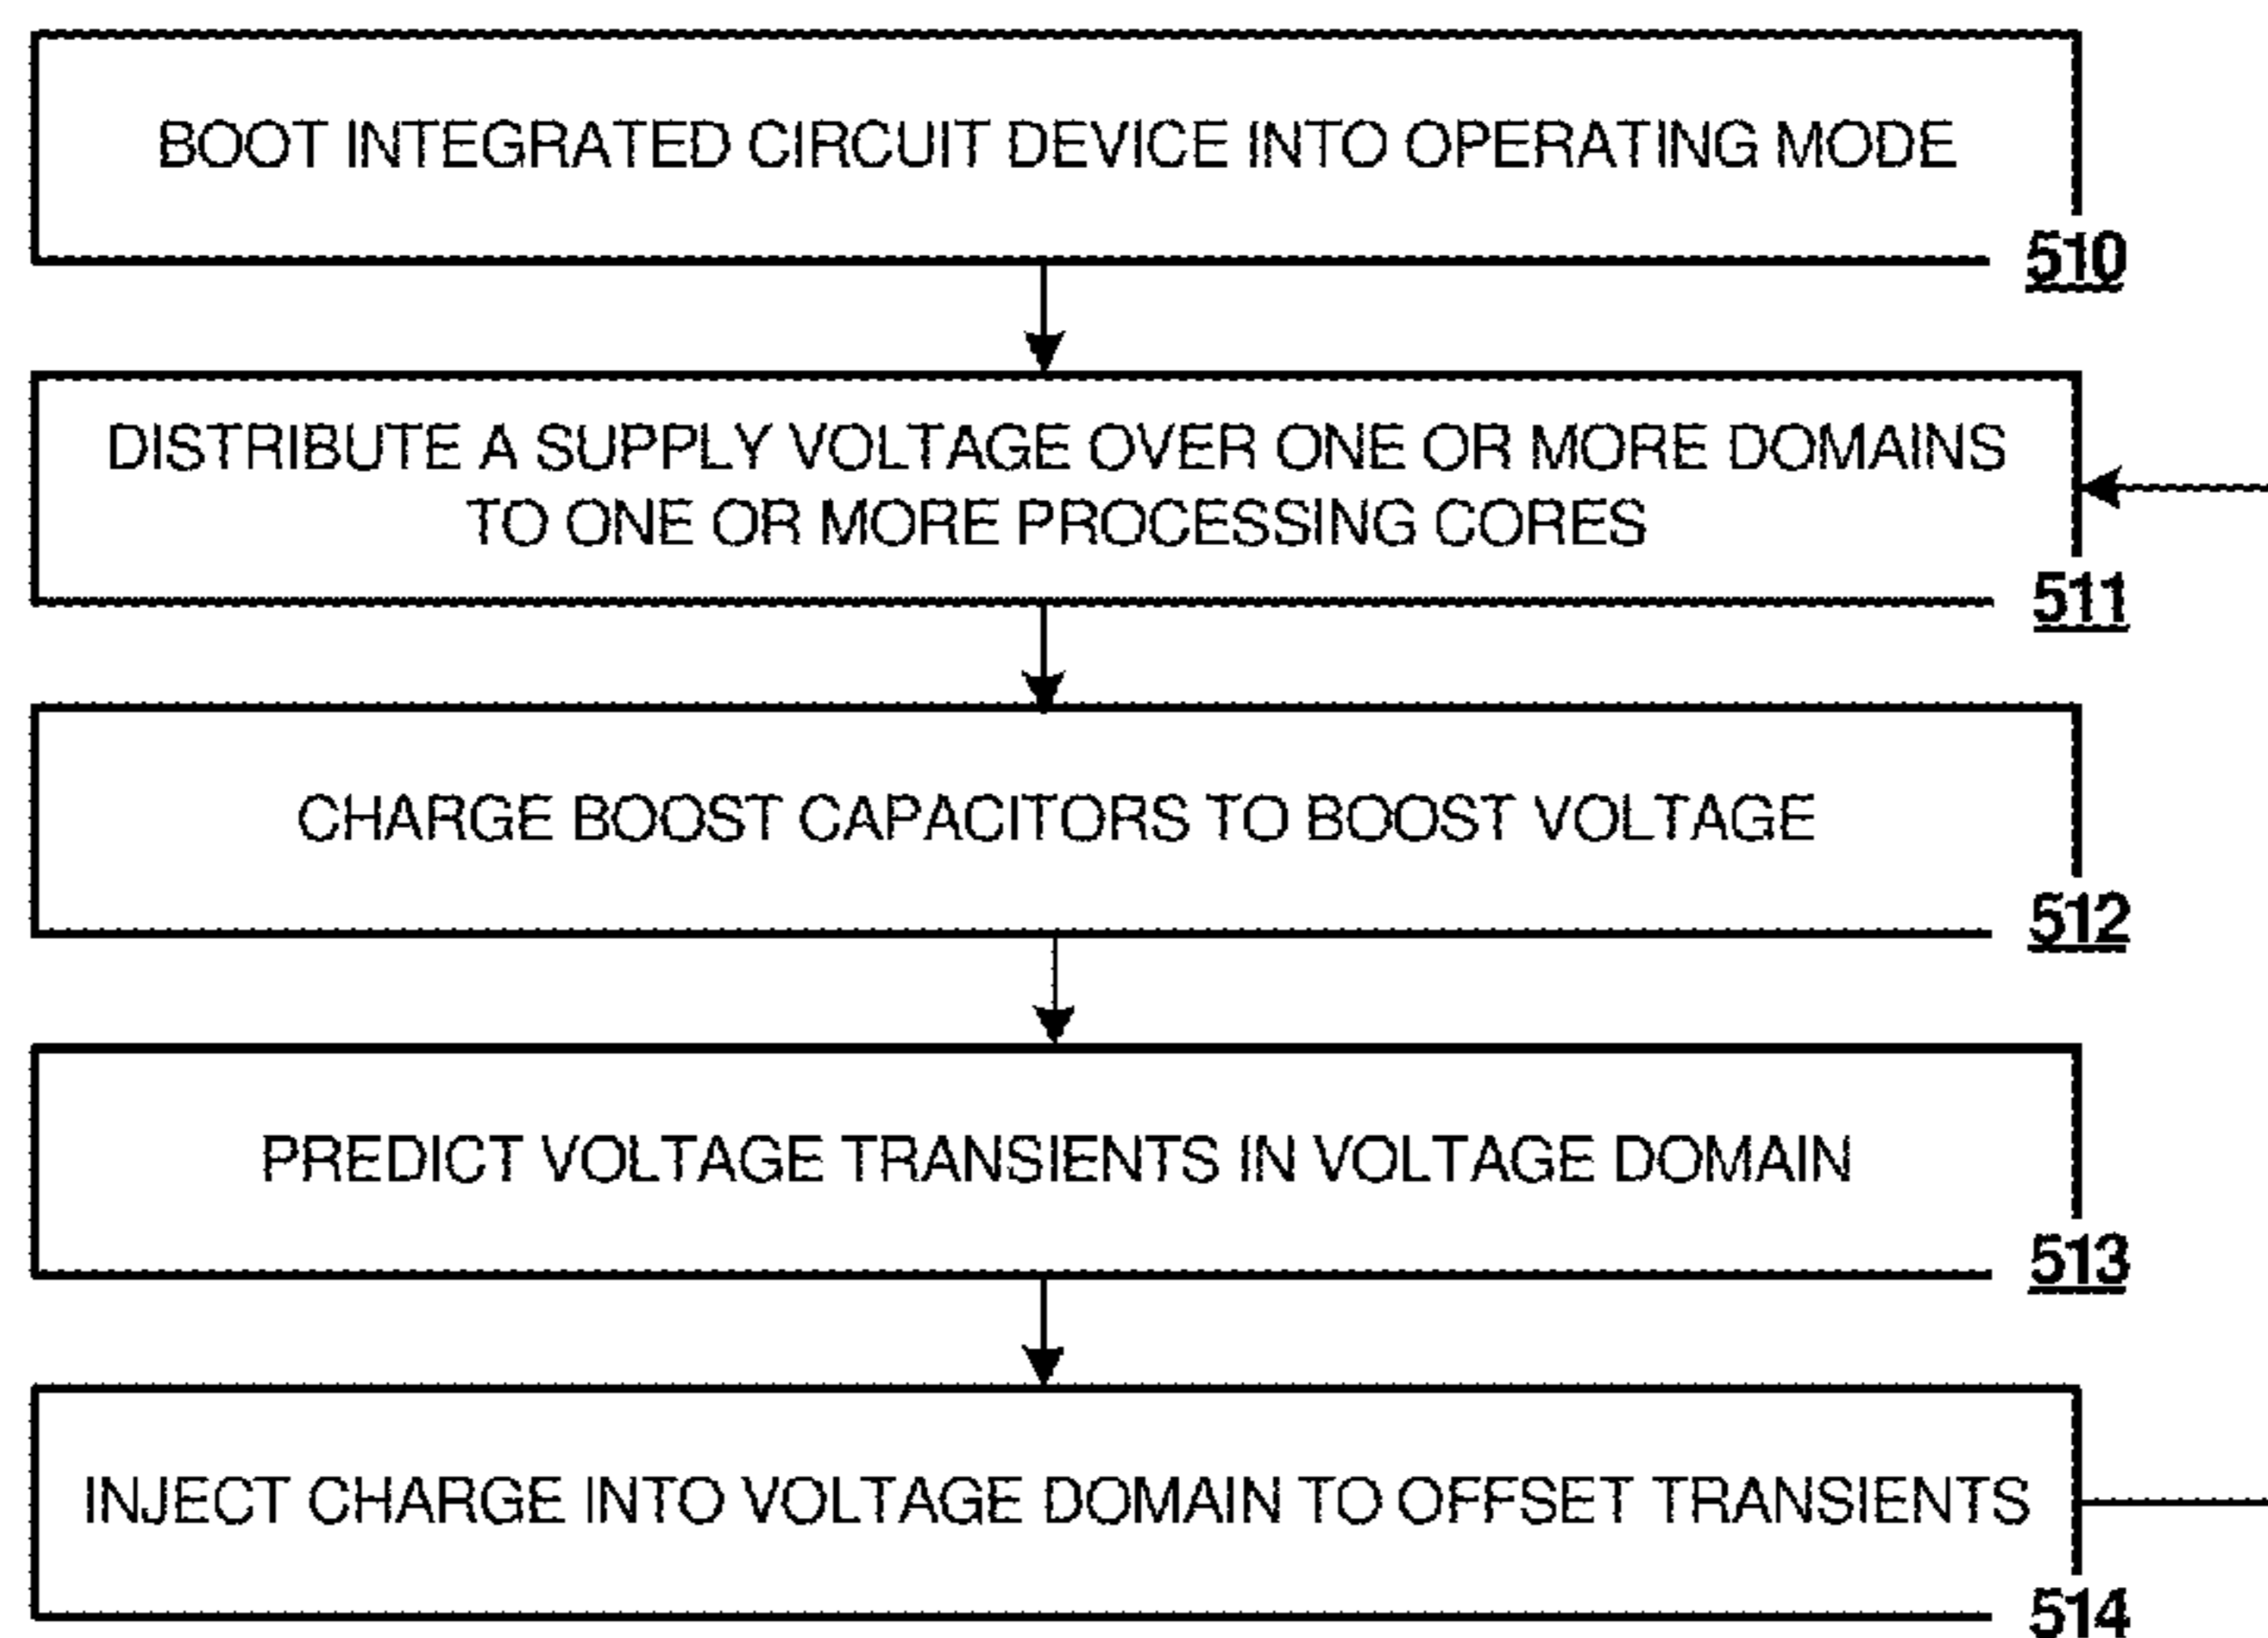 BOOT INTEGRATED CIRCUIT DEVICE INTO OPERATING MODE
510
DISTRIBUTE A SUPPLY VOLTAGE OVER ONE OR MORE DOMAINS
TO ONE OR MORE PROCESSING CORES
511
CHARGE BOOST CAPACITORS TO BOOST VOLTAGE
512
PREDICT VOLTAGE TRANSIENTS IN VOLTAGE DOMAIN
513
INJECT CHARGE INTO VOLTAGE DOMAIN TO OFFSET TRANSIENTS
514